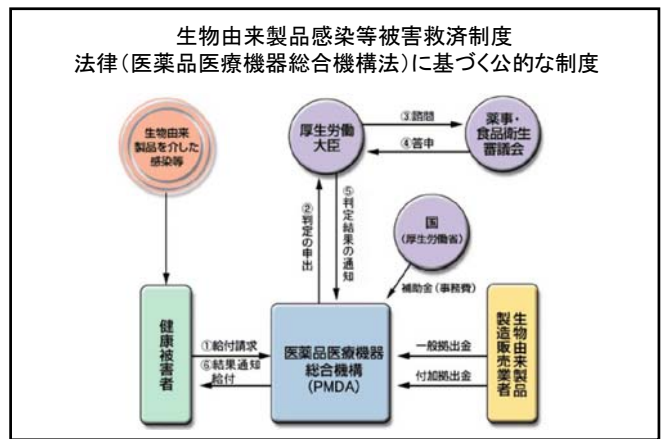 生物由来製品感染等被害救済制度
法律（医薬品医療機器総合機構法）に基づく公的な制度
生物由来
製品を介した
感染等
厚生労働
大臣
③諮問
④答申
薬事・
食品衛生
審議会
②判定の申出
⑤判定結果の通知
国
(厚生労働省)
補助金（事務費）
健康被害者
①給付請求
⑥結果通知
給付
医薬品医療機器
総合機構
(PMDA)
一般拠出金
付加拠出金
生物由来製品
製造販売業者